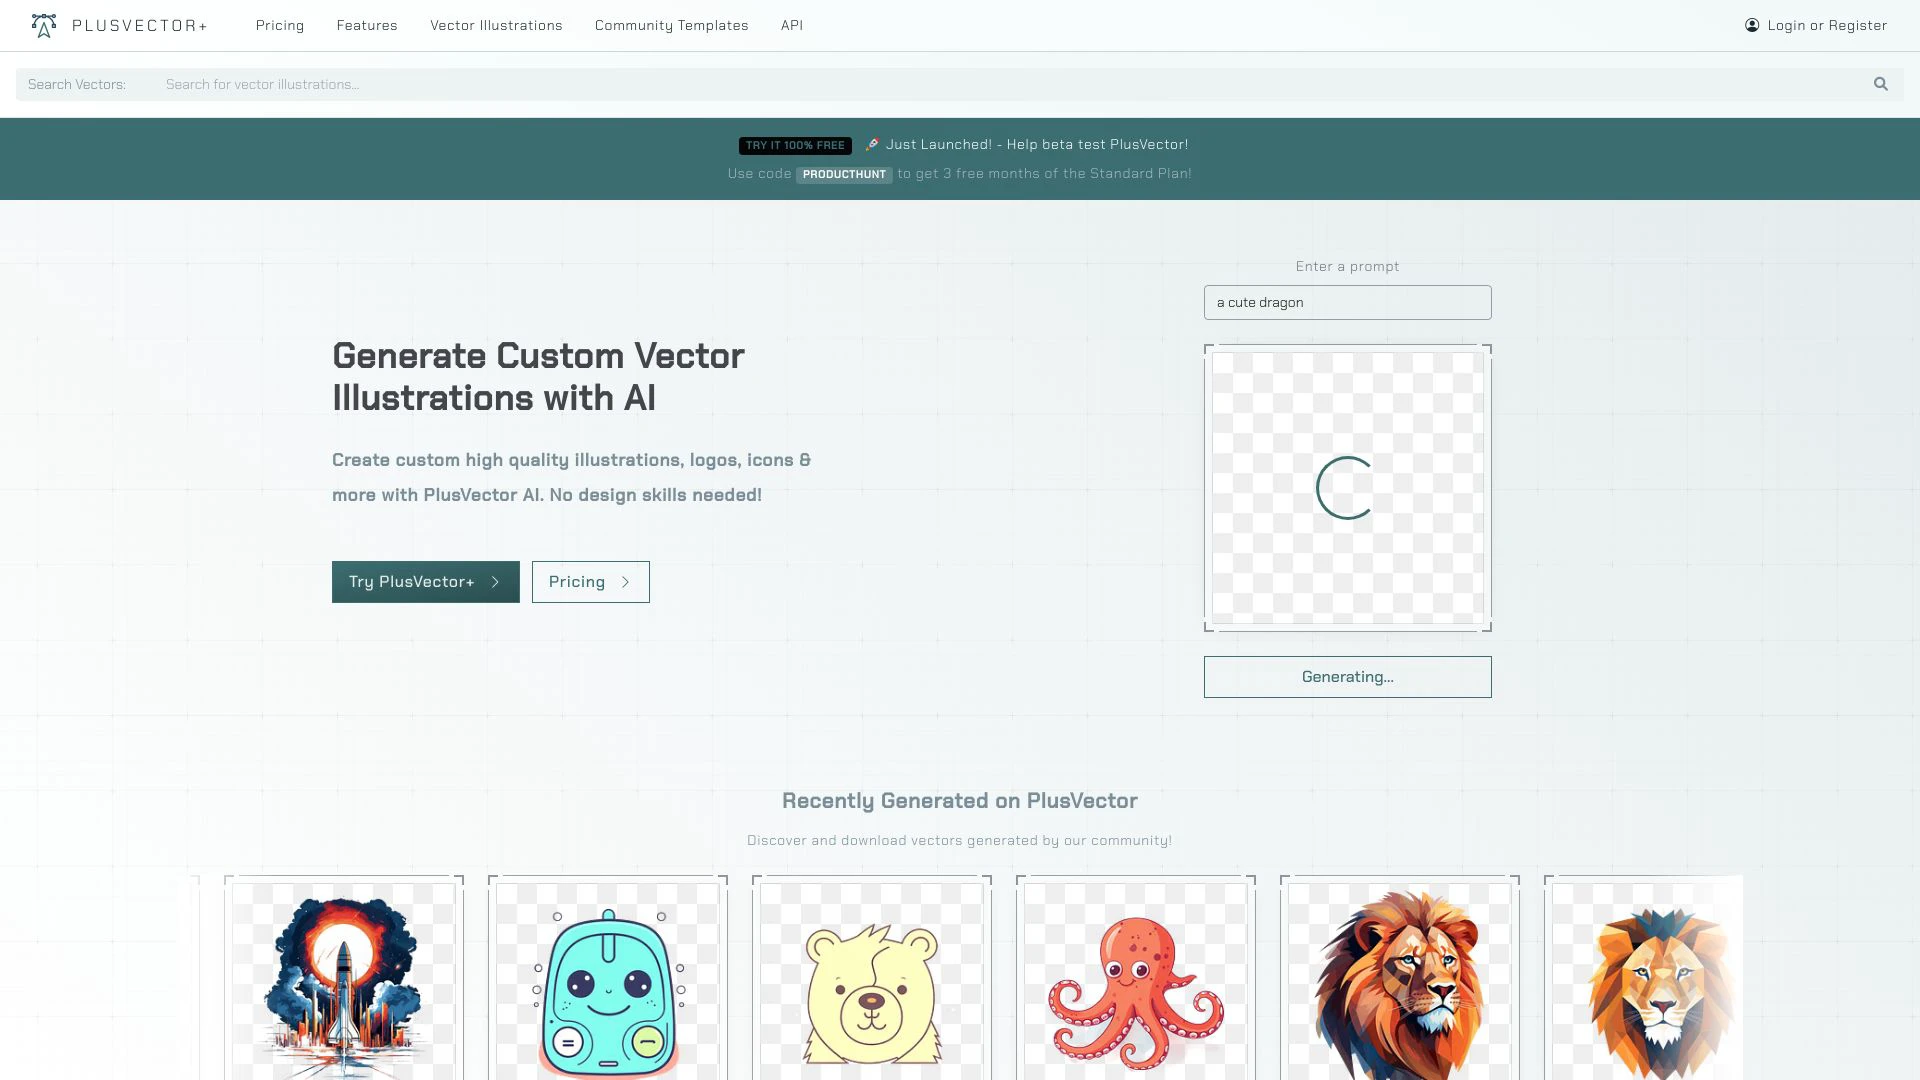 PLUSVECTOR+
Pricing
Features
Vector Illustrations
Community Templates
API
Login or Register
Search Vectors:
Search for vector illustrations...
TRY IT 100% FREE
🚀 Just Launched! - Help beta test PlusVector!
Use code PRODUCTHUNT to get 3 free months of the Standard Plan!
Generate Custom Vector
Illustrations with AI
Create custom high quality illustrations, logos, icons &
more with PlusVector AI. No design skills needed!
Try PlusVector+
Pricing
Enter a prompt
a cute dragon
Generating...
Recently Generated on PlusVector
Discover and download vectors generated by our community!